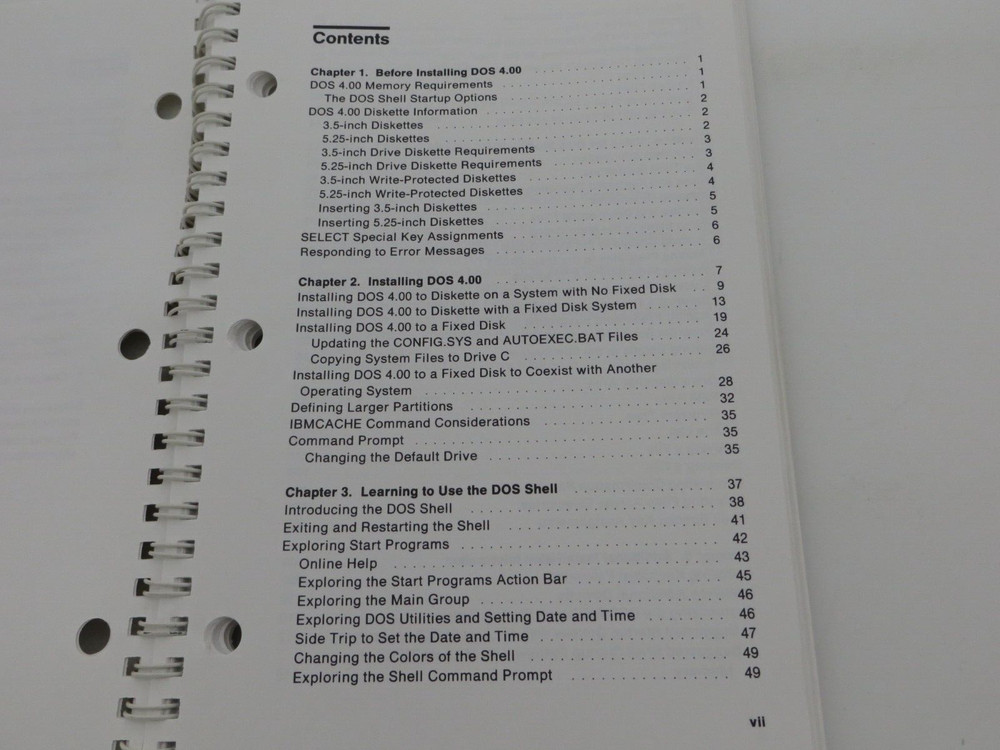 Contents
Chapter 1. Before Installing DOS 4.00 . . . . . . . . . . 1
DOS 4.00 Memory Requirements . . . . . . . . . . 1
The DOS Shell Startup Options . . . . . . . . . . 1
DOS 4.00 Diskette Information . . . . . . . . . . 2
3.5-inch Diskettes . . . . . . . . . . 2
5.25-inch Diskettes . . . . . . . . . . 2
3.5-inch Drive Diskette Requirements . . . . . . . . . . 3
5.25-inch Drive Diskette Requirements . . . . . . . . . . 3
3.5-inch Write-Protected Diskettes . . . . . . . . . . 4
5.25-inch Write-Protected Diskettes . . . . . . . . . . 4
Inserting 3.5-inch Diskettes . . . . . . . . . . 5
Inserting 5.25-inch Diskettes . . . . . . . . . . 5
SELECT Special Key Assignments . . . . . . . . . . 6
Responding to Error Messages . . . . . . . . . . 6
Chapter 2. Installing DOS 4.00 . . . . . . . . . . 7
Installing DOS 4.00 to Diskette on a System with No Fixed Disk . . 9
Installing DOS 4.00 to Diskette with a Fixed Disk System . . . . . 13
Installing DOS 4.00 to a Fixed Disk . . . . . . . . . . 19
Updating the CONFIG.SYS and AUTOEXEC.BAT Files . . . . . . 24
Copying System Files to Drive C . . . . . . . . . . 26
Installing DOS 4.00 to a Fixed Disk to Coexist with Another
Operating System . . . . . . . . . . 28
Defining Larger Partitions . . . . . . . . . . 32
IBMCACHE Command Considerations . . . . . . . . . . 35
Command Prompt . . . . . . . . . . 35
Changing the Default Drive . . . . . . . . . . 35
Chapter 3. Learning to Use the DOS Shell . . . . . . . . . . 37
Introducing the DOS Shell . . . . . . . . . . 38
Exiting and Restarting the Shell . . . . . . . . . . 41
Exploring Start Programs . . . . . . . . . . 42
Online Help . . . . . . . . . . 43
Exploring the Start Programs Action Bar . . . . . . . . . . 45
Exploring the Main Group . . . . . . . . . . 46
Exploring DOS Utilities and Setting Date and Time . . . . . . . 46
Side Trip to Set the Date and Time . . . . . . . . . . 47
Changing the Colors of the Shell . . . . . . . . . . 49
Exploring the Shell Command Prompt . . . . . . . . . . 49
vii